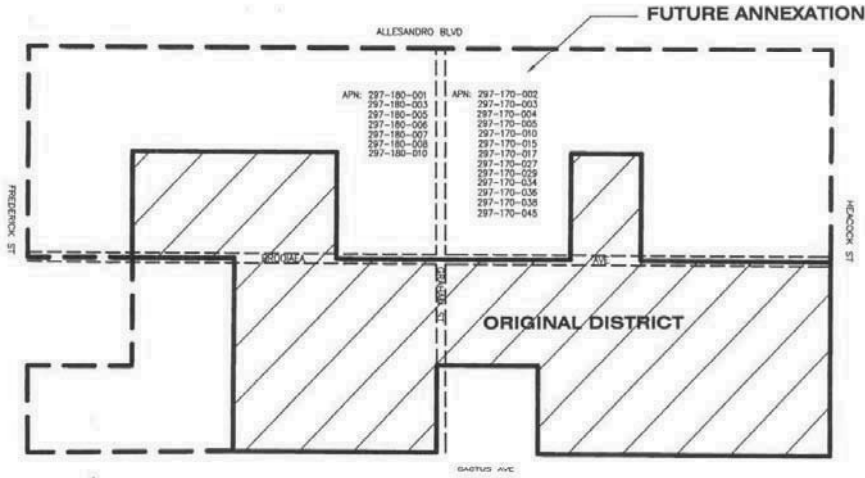 FUTURE ANNEXATION
ALLESANDRO BLVD
APN: 297-180-001
297-180-003
297-180-005
297-180-006
297-180-007
297-180-008
297-180-010
APN: 297-170-002
297-170-003
297-170-004
297-170-005
297-170-010
297-170-015
297-170-017
297-170-027
297-170-029
297-170-034
297-170-036
297-170-038
297-170-045
FREDERICK ST
HEACOCK ST
AVE
ST
ORIGINAL DISTRICT
CACTUS AVE